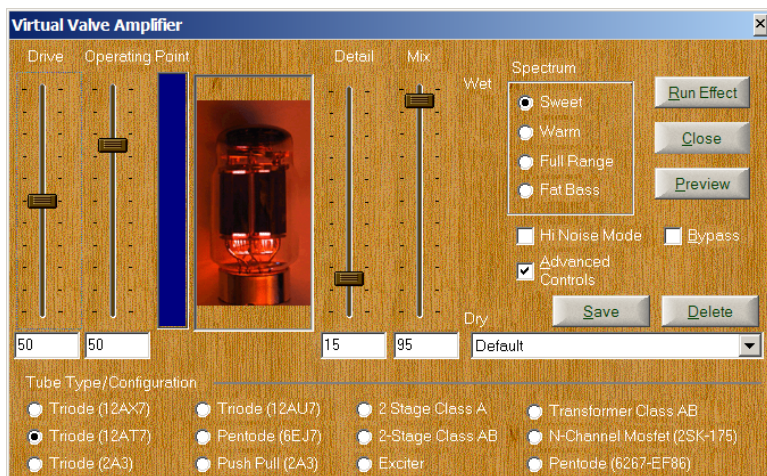 Virtual Valve Amplifier
Drive
Operating Point
Detail
Mix
Wet
Dry
50
50
15
95
Spectrum
Sweet
Warm
Full Range
Fat Bass
Run Effect
Close
Preview
Hi Noise Mode
Bypass
Advanced
Controls
Save
Delete
Default
Tube Type/Configuration
Triode (12AX7)
Triode (12AT7)
Triode (2A3)
Triode (12AU7)
Pentode (6EJ7)
Push Pull (2A3)
2 Stage Class A
2-Stage Class AB
Exciter
Transformer Class AB
N-Channel Mosfet (2SK-175)
Pentode (6267-EF86)